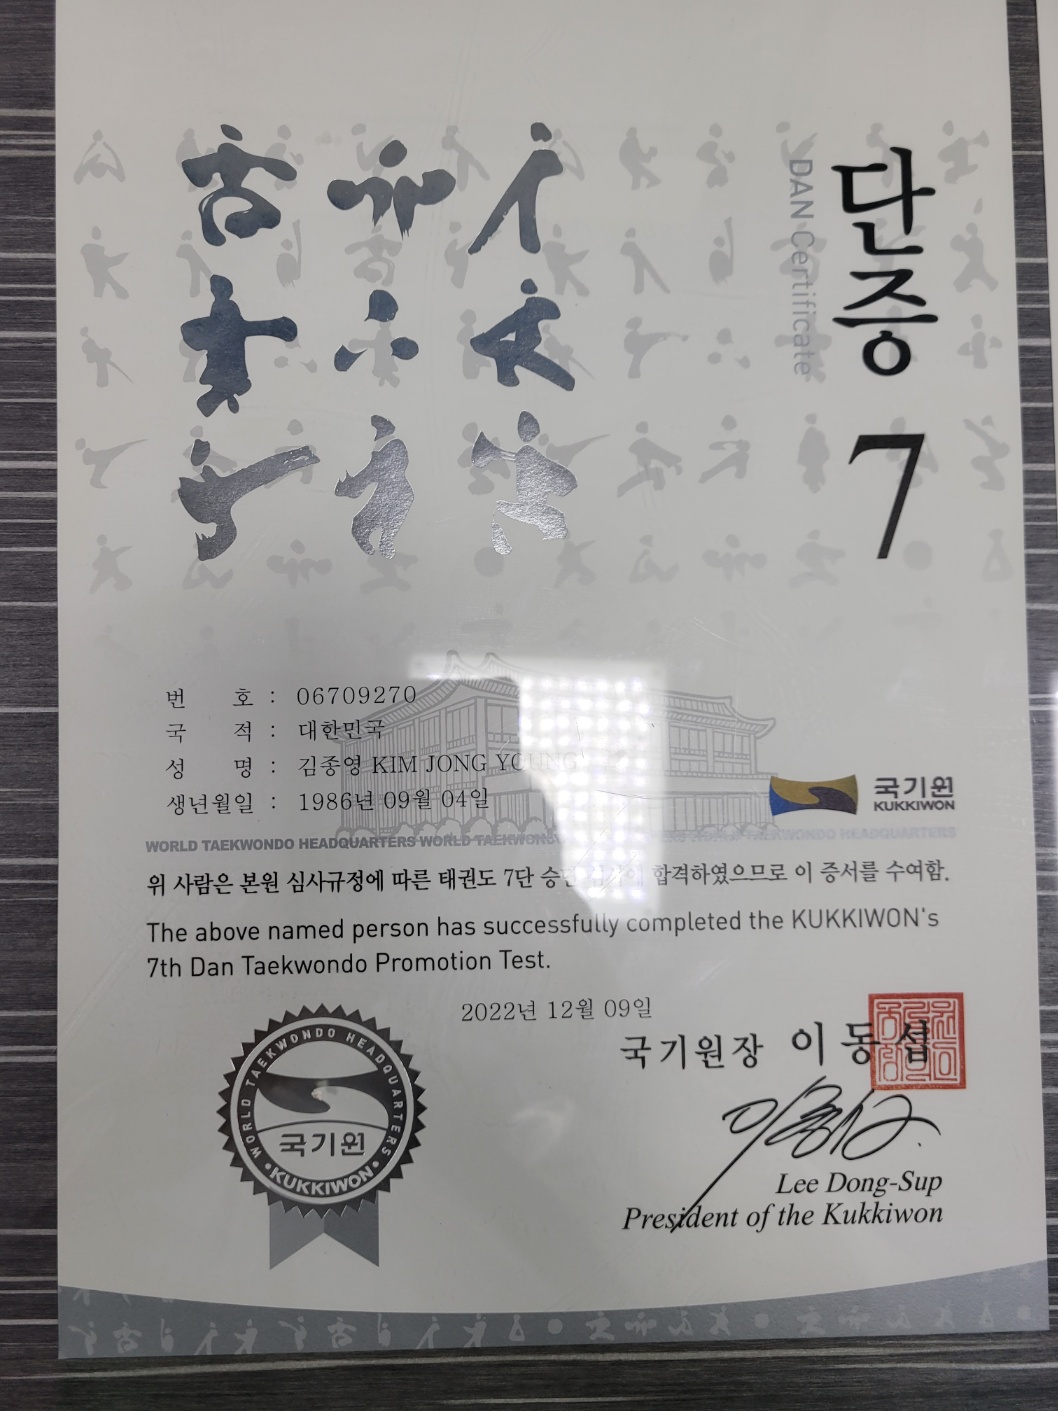 단증 7
DAN Certificate
번 호 : 06709270
국 적 : 대한민국
성 명 : 김종영 KIM JONG YOUNG
생년월일 : 1986년 09월 04일
국기원
KUKKIWON
WORLD TAEKWONDO HEADQUARTERS WORLD TAEKWONDO HEADQUARTERS
위 사람은 본원 심사규정에 따른 태권도 7단 합격하였으므로 이 증서를 수여함.
The above named person has successfully completed the KUKKIWON's
7th Dan Taekwondo Promotion Test.
2022년 12월 09일
국기원장 이동섭
WORLD TAEKWONDO HEADQUARTERS
국기원
KUKKIWON
Lee Dong-Sup
President of the Kukkiwon